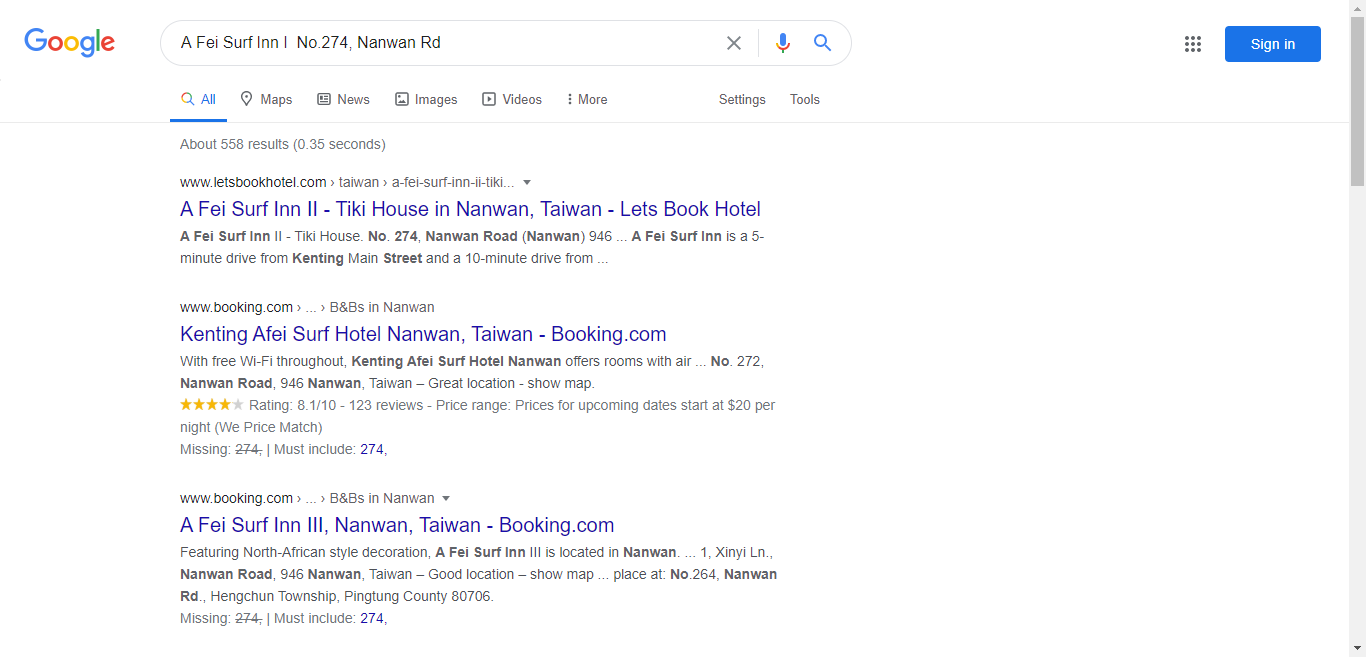 Google
A Fei Surf Inn I  No.274, Nanwan Rd
Sign in
All
Maps
News
Images
Videos
More
Settings
Tools
About 558 results (0.35 seconds)
www.letsbookhotel.com › taiwan › a-fei-surf-inn-ii-tiki...
A Fei Surf Inn II - Tiki House in Nanwan, Taiwan - Lets Book Hotel
A Fei Surf Inn II - Tiki House. No. 274, Nanwan Road (Nanwan) 946 ... A Fei Surf Inn is a 5-
minute drive from Kenting Main Street and a 10-minute drive from ...
www.booking.com › ... › B&Bs in Nanwan
Kenting Afei Surf Hotel Nanwan, Taiwan - Booking.com
With free Wi-Fi throughout, Kenting Afei Surf Hotel Nanwan offers rooms with air ... No. 272,
Nanwan Road, 946 Nanwan, Taiwan – Great location - show map.
Rating: 8.1/10 - 123 reviews - Price range: Prices for upcoming dates start at $20 per
night (We Price Match)
Missing: 274, | Must include: 274,
www.booking.com › ... › B&Bs in Nanwan
A Fei Surf Inn III, Nanwan, Taiwan - Booking.com
Featuring North-African style decoration, A Fei Surf Inn III is located in Nanwan. ... 1, Xinyi Ln.,
Nanwan Road, 946 Nanwan, Taiwan – Good location – show map ... place at: No.264, Nanwan
Rd., Hengchun Township, Pingtung County 80706.
Missing: 274, | Must include: 274,